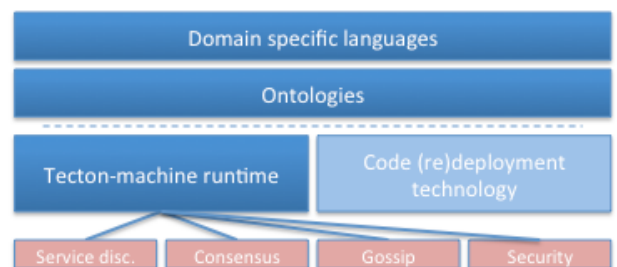 Domain specific languages
Ontologies
Tecton-machine runtime
Code (re)deployment
technology
Service disc.
Consensus
Gossip
Security